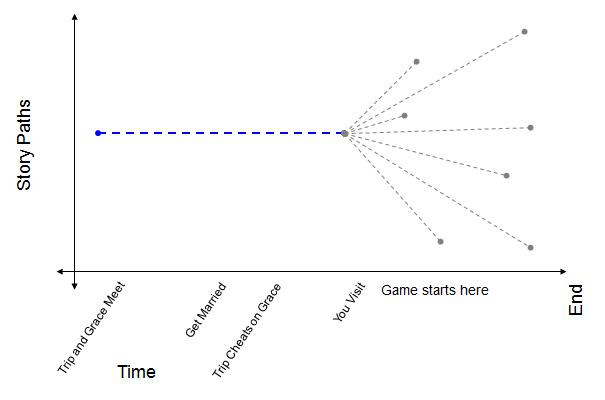 Story Paths
Trip and Grace Meet
Get Married
Trip Cheats on Grace
You Visit
Game starts here
End
Time